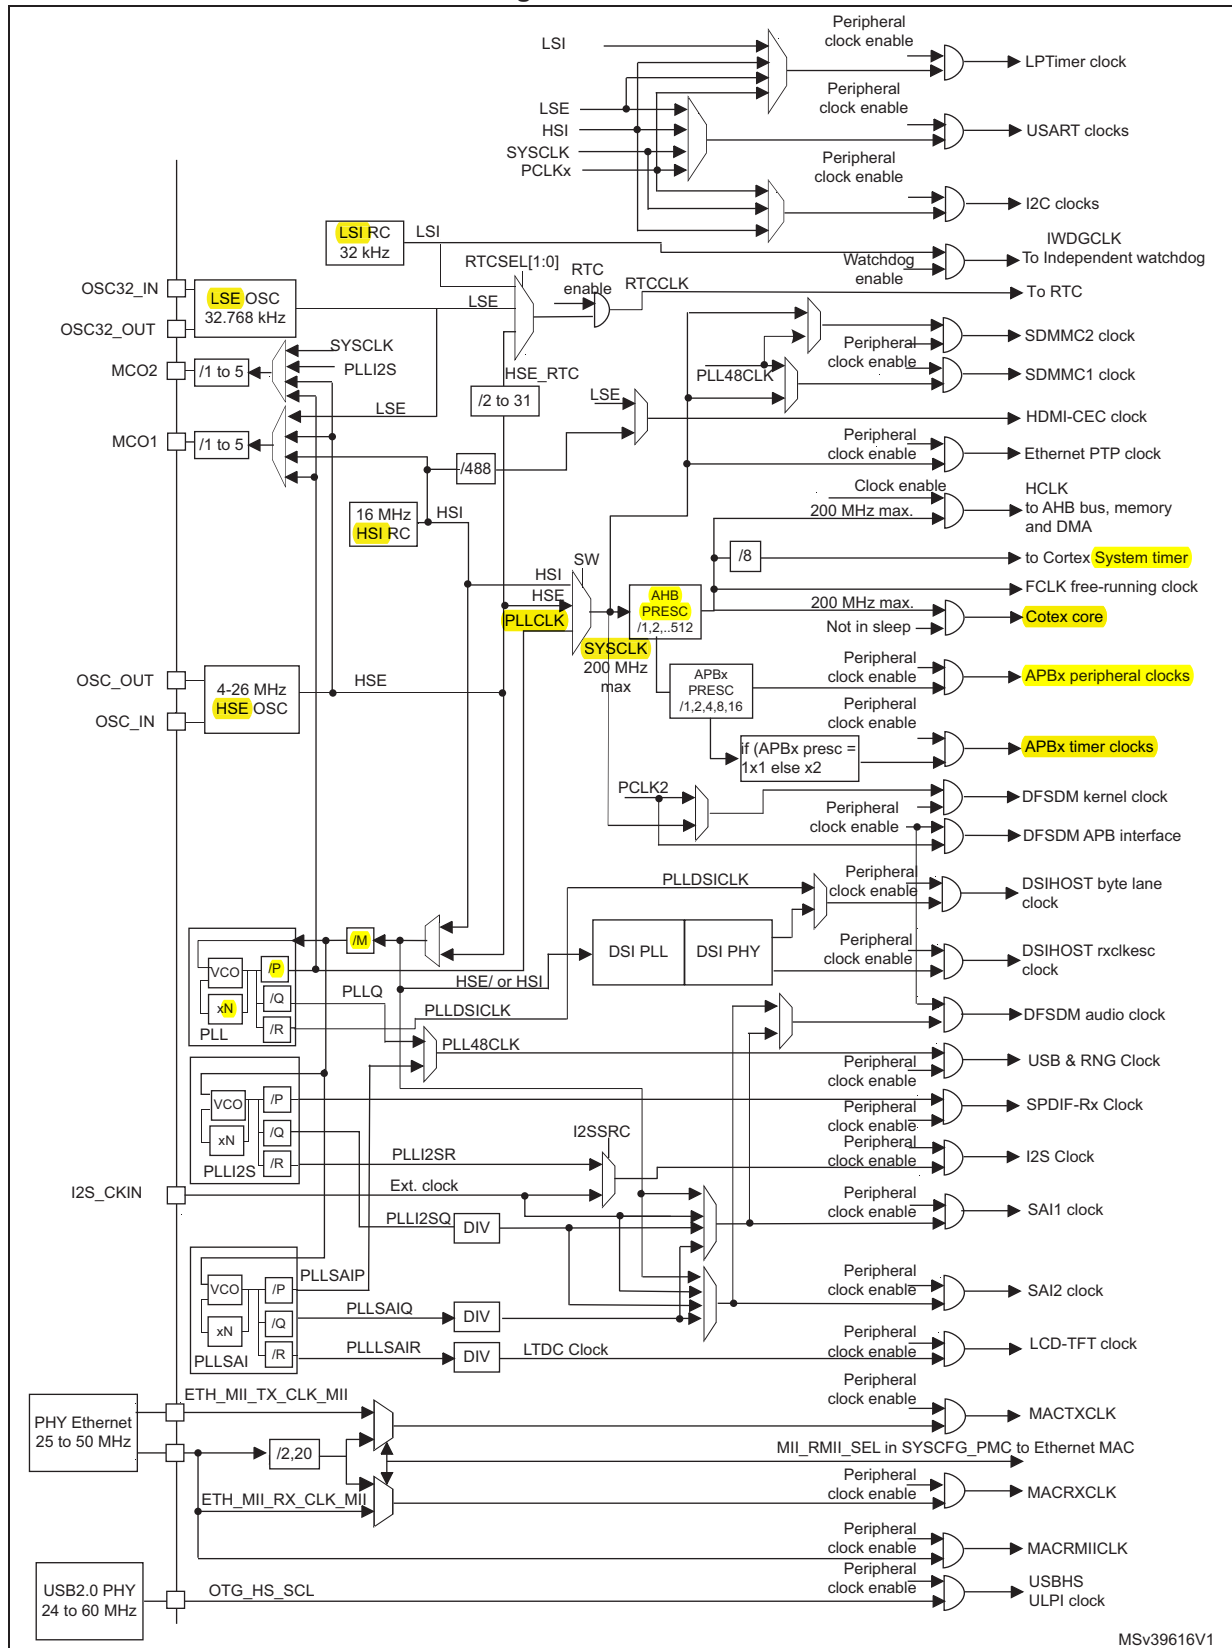 LSI
Peripheral
clock enable
LPTimer clock
LSE
HSI
SYSCLK
PCLKx
Peripheral
clock enable
USART clocks
Peripheral
clock enable
I2C clocks
LSI RC
32 kHz
LSI
IWDGCLK
To Independent watchdog
Watchdog
enable
RTCSEL[1:0]
RTC
enable
RTCCLK
To RTC
OSC32_IN
OSC32_OUT
LSE OSC
32.768 kHz
LSE
SYSCLK
PLLI2S
MCO2
/1 to 5
HSE_RTC
/2 to 31
LSE
MCO1
/1 to 5
PLL48CLK
Peripheral
clock enable
SDMMC2 clock
SDMMC1 clock
LSE
HDMI-CEC clock
/488
Peripheral
clock enable
Ethernet PTP clock
16 MHz
HSI RC
HSI
Clock enable
200 MHz max.
HCLK
to AHB bus, memory
and DMA
/8
to Cortex System timer
FCLK free-running clock
SW
HSI
HSE
PLLCLK
AHB
PRESC
/1,2,..512
200 MHz max.
Not in sleep
Cotex core
SYSCLK
200 MHz
max
OSC_OUT
OSC_IN
4-26 MHz
HSE OSC
HSE
APBx
PRESC
/1,2,4,8,16
Peripheral
clock enable
APBx peripheral clocks
Peripheral
clock enable
if (APBx presc =
1x1 else x2
APBx timer clocks
PCLK2
DFSDM kernel clock
Peripheral
clock enable
DFSDM APB interface
PLLDSICLK
Peripheral
clock enable
DSIHOST byte lane
clock
/M
DSI PLL
DSI PHY
Peripheral
clock enable
DSIHOST rxclkesc
clock
HSE/ or HSI
VCO
xN
PLL
/P
/Q
/R
PLLQ
PLLDSICLK
DFSDM audio clock
PLL48CLK
Peripheral
clock enable
USB & RNG Clock
VCO
xN
PLLI2S
/P
/Q
/R
Peripheral
clock enable
SPDIF-Rx Clock
I2SSRC
PLLI2SR
Peripheral
clock enable
I2S Clock
I2S_CKIN
Ext. clock
PLLI2SQ
DIV
Peripheral
clock enable
SAI1 clock
VCO
xN
PLLSAI
/P
/Q
/R
PLLSAIP
PLLSAIQ
DIV
Peripheral
clock enable
SAI2 clock
PLLLSAIR
DIV
LTDC Clock
Peripheral
clock enable
LCD-TFT clock
PHY Ethernet
25 to 50 MHz
ETH_MII_TX_CLK_MII
Peripheral
clock enable
MACTXCLK
/2,20
MII_RMII_SEL in SYSCFG_PMC to Ethernet MAC
ETH_MII_RX_CLK_MII
Peripheral
clock enable
MACRXCLK
Peripheral
clock enable
MACRMIICLK
USB2.0 PHY
24 to 60 MHz
OTG_HS_SCL
Peripheral
clock enable
USBHS
ULPI clock
MSv39616V1